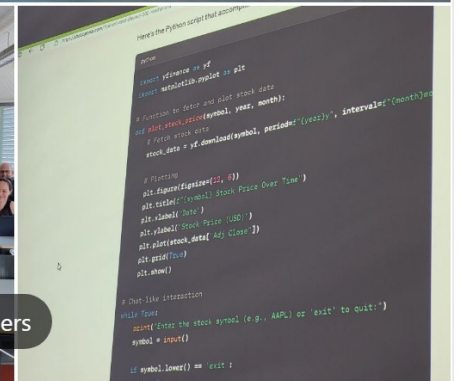 Here's the Python script that
python
import yfinance as yf
import matplotlib.pyplot as plt
# Function to fetch and plot stock data
def plot_stock_price(symbol, year, month):
# Fetch stock data
stock_data = yf.download(symbol, period=f"{year}y", interval=f"{month}mo
# Plotting
plt.figure(figsize=(12, 6))
plt.title(f"{symbol} Stock Price Over Time")
plt.xlabel('Date')
plt.ylabel('Stock Price (USD)')
plt.plot(stock_data['Adj Close'])
plt.grid(True)
plt.show()
# Chat-like interaction
while True:
print("Enter the stock symbol (e.g., AAPL) or 'exit' to quit:")
symbol = input()
ers
if symbol.lower() == 'exit':